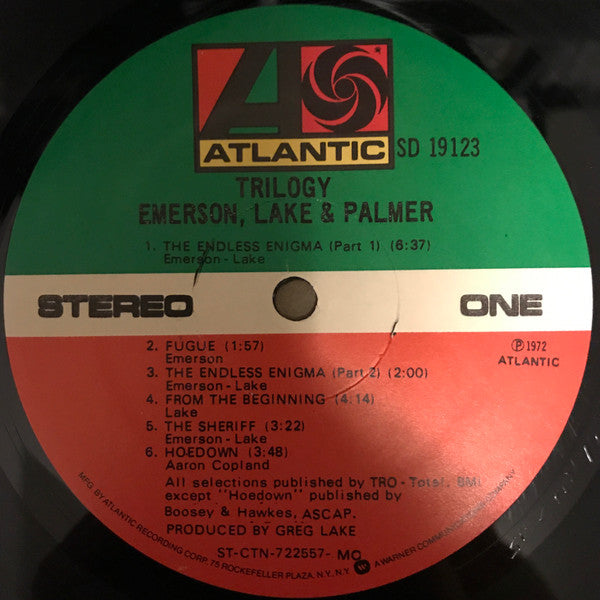 ATLANTIC
SD 19123
TRILOGY
EMERSON, LAKE & PALMER
1. THE ENDLESS ENIGMA (Part 1) (6:37)
Emerson - Lake
STEREO
ONE
2. FUGUE (1:57)
Emerson
3. THE ENDLESS ENIGMA (Part 2) (2:00)
Emerson - Lake
4. FROM THE BEGINNING (4:14)
Lake
5. THE SHERIFF (3:22)
Emerson - Lake
6. HOEDOWN (3:48)
Aaron Copland
Ⓟ 1972
ATLANTIC
All selections published by TRO - Total, BMI
except "Hoedown" published by
Boosey & Hawkes, ASCAP.
PRODUCED BY GREG LAKE
ST-CTN-722557- MO
MFG. BY ATLANTIC RECORDING CORP. 75 ROCKEFELLER PLAZA, N.Y., N.Y. A WARNER COMMUNICATIONS COMPANY